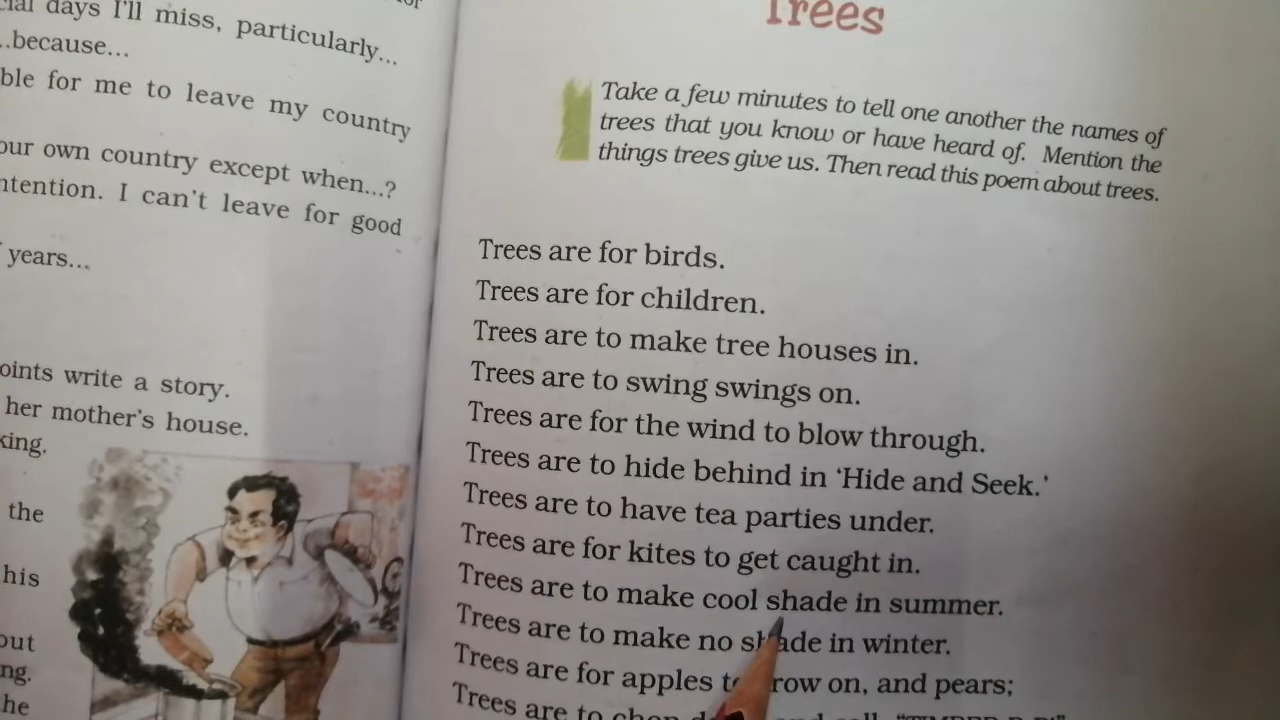 days I'll miss, particularly...
...because...
for me to leave my country
our own country except when...?
I can't leave for good
years...
write a story.
her mother's house.
the
his
he
Trees
Take a few minutes to tell one another the names of
trees that you know or have heard of. Mention the
things trees give us. Then read this poem about trees.
Trees are for birds.
Trees are for children.
Trees are to make tree houses in.
Trees are to swing swings on.
Trees are for the wind to blow through.
Trees are to hide behind in ‘Hide and Seek.’
Trees are to have tea parties under.
Trees are for kites to get caught in.
Trees are to make cool shade in summer.
Trees are to make no shade in winter.
Trees are for apples to grow on, and pears;
Trees are to chop